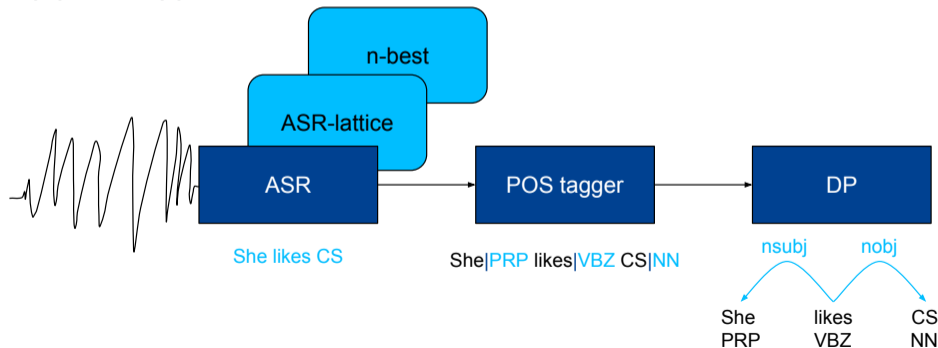 n-best
ASR-lattice
ASR
POS tagger
DP
She likes CS
She|PRP likes|VBZ CS|NN
nsubj nobj
She likes CS
PRP VBZ NN